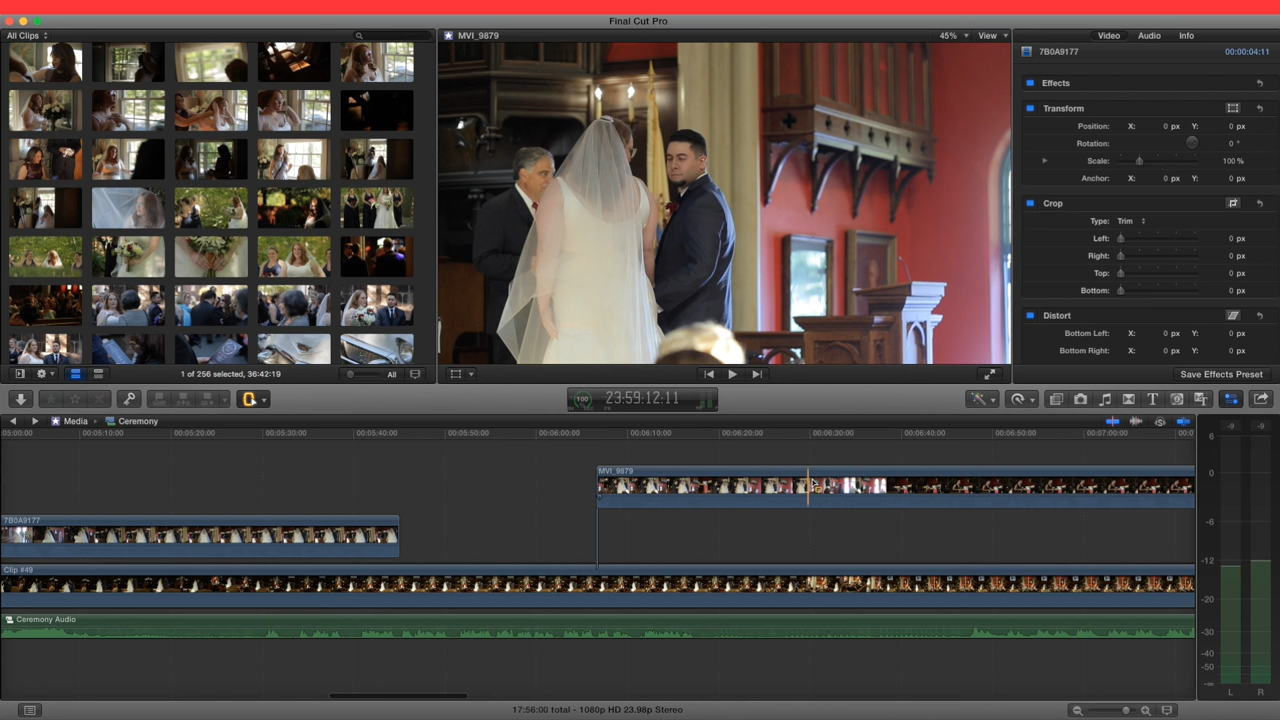 Final Cut Pro
All Clips
MVI_9879
45%
View
Video
Audio
Info
7B0A9177
00:00:04:11
Effects
Transform
Position: X: 0 px Y: 0 px
Rotation: 0 °
Scale: 100 %
Anchor: X: 0 px Y: 0 px
Crop
Type: Trim
Left: 0 px
Right: 0 px
Top: 0 px
Bottom: 0 px
Distort
Bottom Left: X: 0 px Y: 0 px
Bottom Right: X: 0 px Y: 0 px
1 of 256 selected, 36:42:19
All
Save Effects Preset
100
23:59:12:11
Media
Ceremony
05:00:00 00:05:10:00 00:05:20:00 00:05:30:00 00:05:40:00 00:05:50:00 00:06:00:00 00:06:10:00 00:06:20:00 00:06:30:00 00:06:40:00 00:06:50:00 00:07:00:00 00:0
-9 -9
6
0
-6
-12
-20
-30
-40
-50
-∞
L R
MVI_9879
7B0A9177
Clip #49
Ceremony Audio
17:56:00 total - 1080p HD 23.98p Stereo